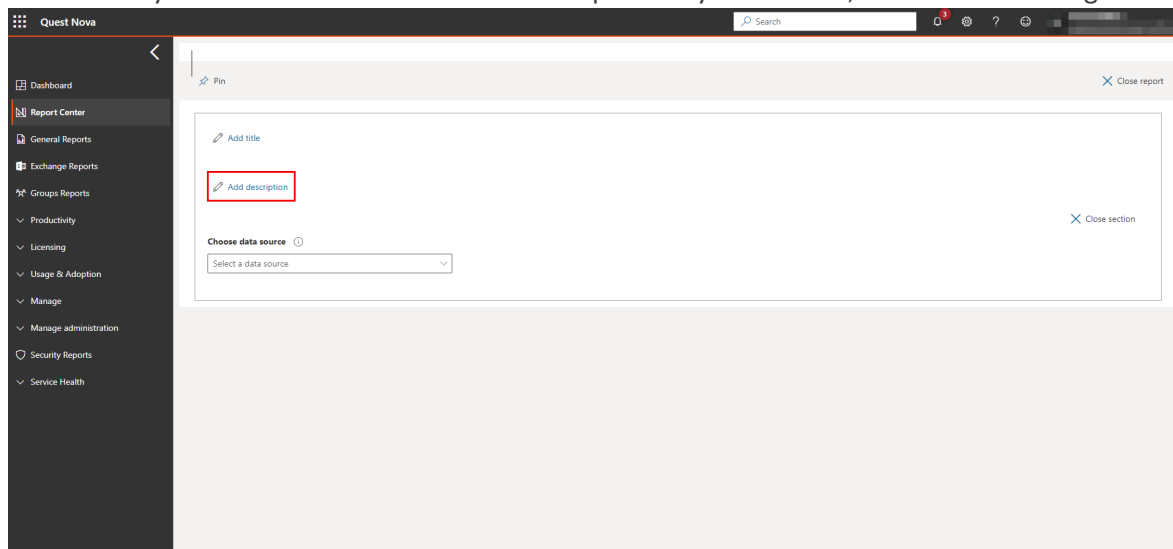 Quest Nova
Search
3
?
Dashboard
Pin
Close report
Report Center
Add title
General Reports
Exchange Reports
Add description
Groups Reports
Productivity
Close section
Choose data source
Licensing
Select a data source
Usage & Adoption
Manage
Manage administration
Security Reports
Service Health